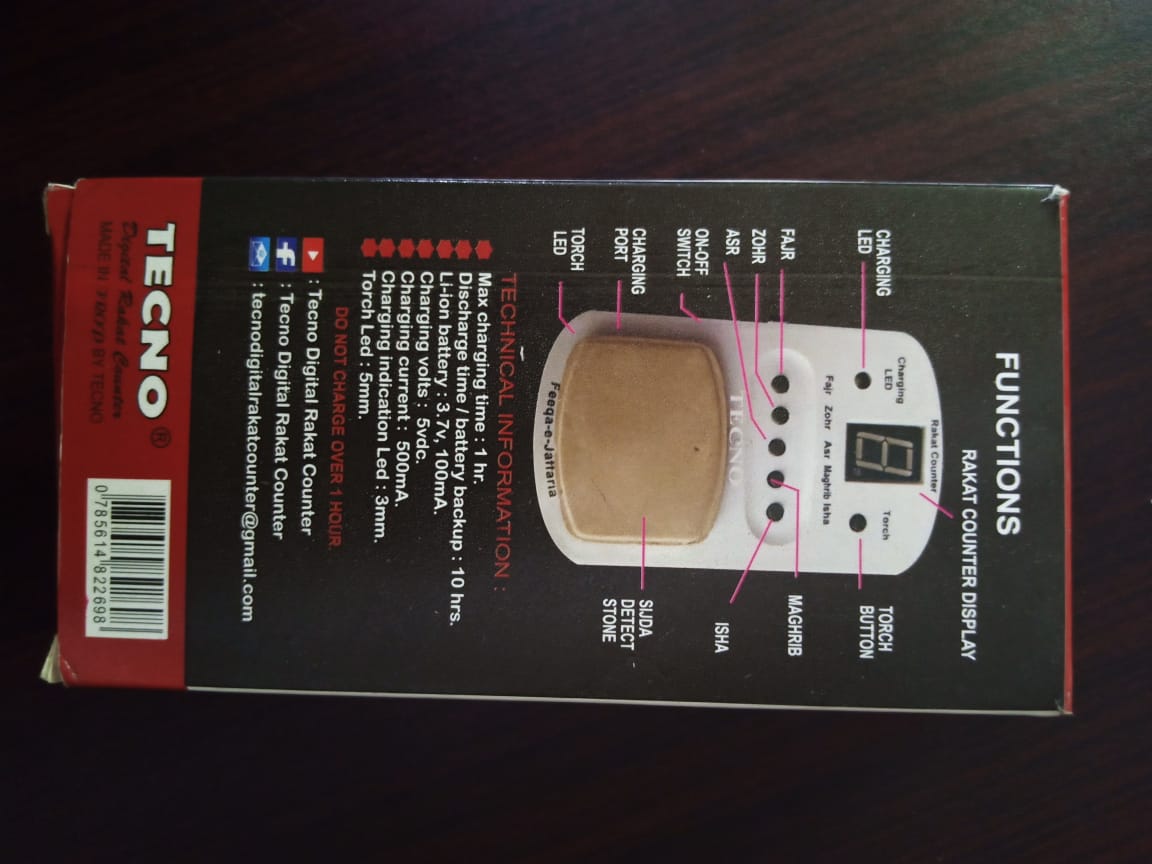 FUNCTIONS
RAKAT COUNTER DISPLAY
Rakat Counter
Charging
LED
8
Torch
CHARGING
LED
TORCH
BUTTON
Fajr Zohr Asr Maghrib Isha
FAJR
MAGHRIB
ZOHR
ASR
TECNO
ISHA
ON-OFF
SWITCH
CHARGING
PORT
SIJDA
DETECT
STONE
TORCH
LED
Feeqa-e-Jaffaria
TECHNICAL INFORMATION :
Max charging time : 1 hr.
Discharge time / battery backup : 10 hrs.
Li-ion battery : 3.7v, 100mA.
Charging volts : 5vdc.
Charging current : 500mA.
Charging indication Led : 3mm.
Torch Led : 5mm.
DO NOT CHARGE OVER 1 HOUR.
: Tecno Digital Rakat Counter
: Tecno Digital Rakat Counter
: tecnodigitalrakatcounter@gmail.com
TECNO ®
Digital Rakat Counter
MADE IN BY TECNO
0 785614 822698